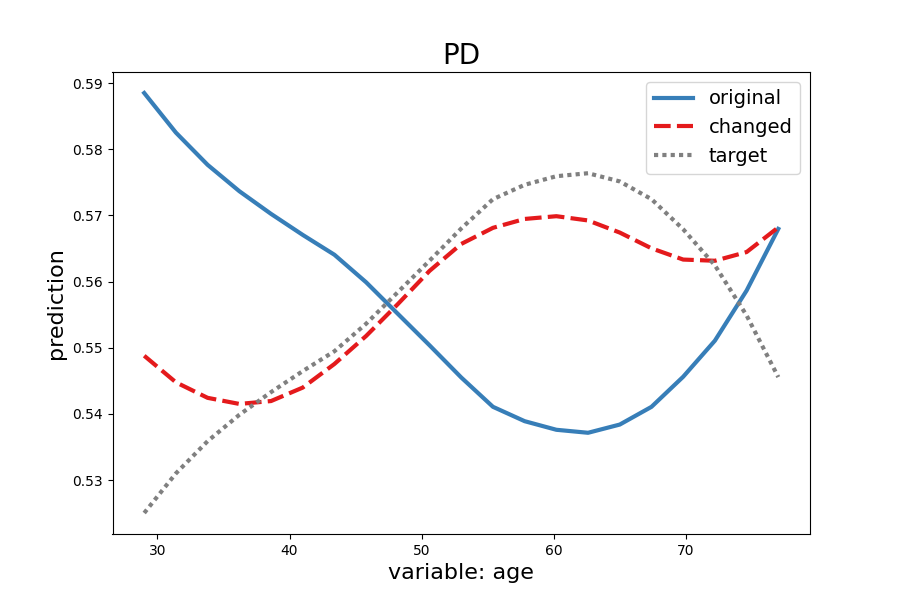 PD
original
changed
target
0.59
0.58
0.57
0.56
0.55
0.54
0.53
prediction
30 40 50 60 70
variable: age